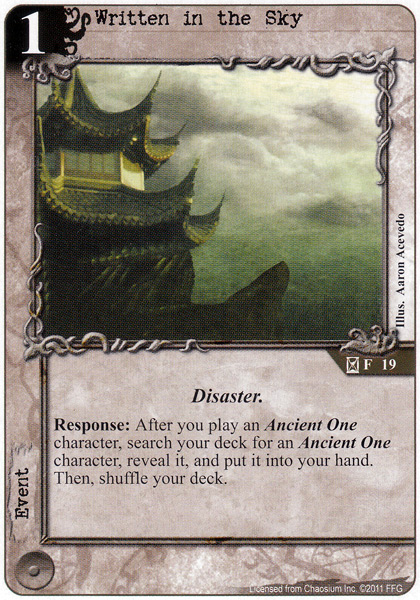 1
Written in the Sky
Illus. Aaron Acevedo
F 19
Disaster.
Response: After you play an Ancient One
character, search your deck for an Ancient One
character, reveal it, and put it into your hand.
Then, shuffle your deck.
Event
Licensed from Chaosium Inc. ©2011 FFG